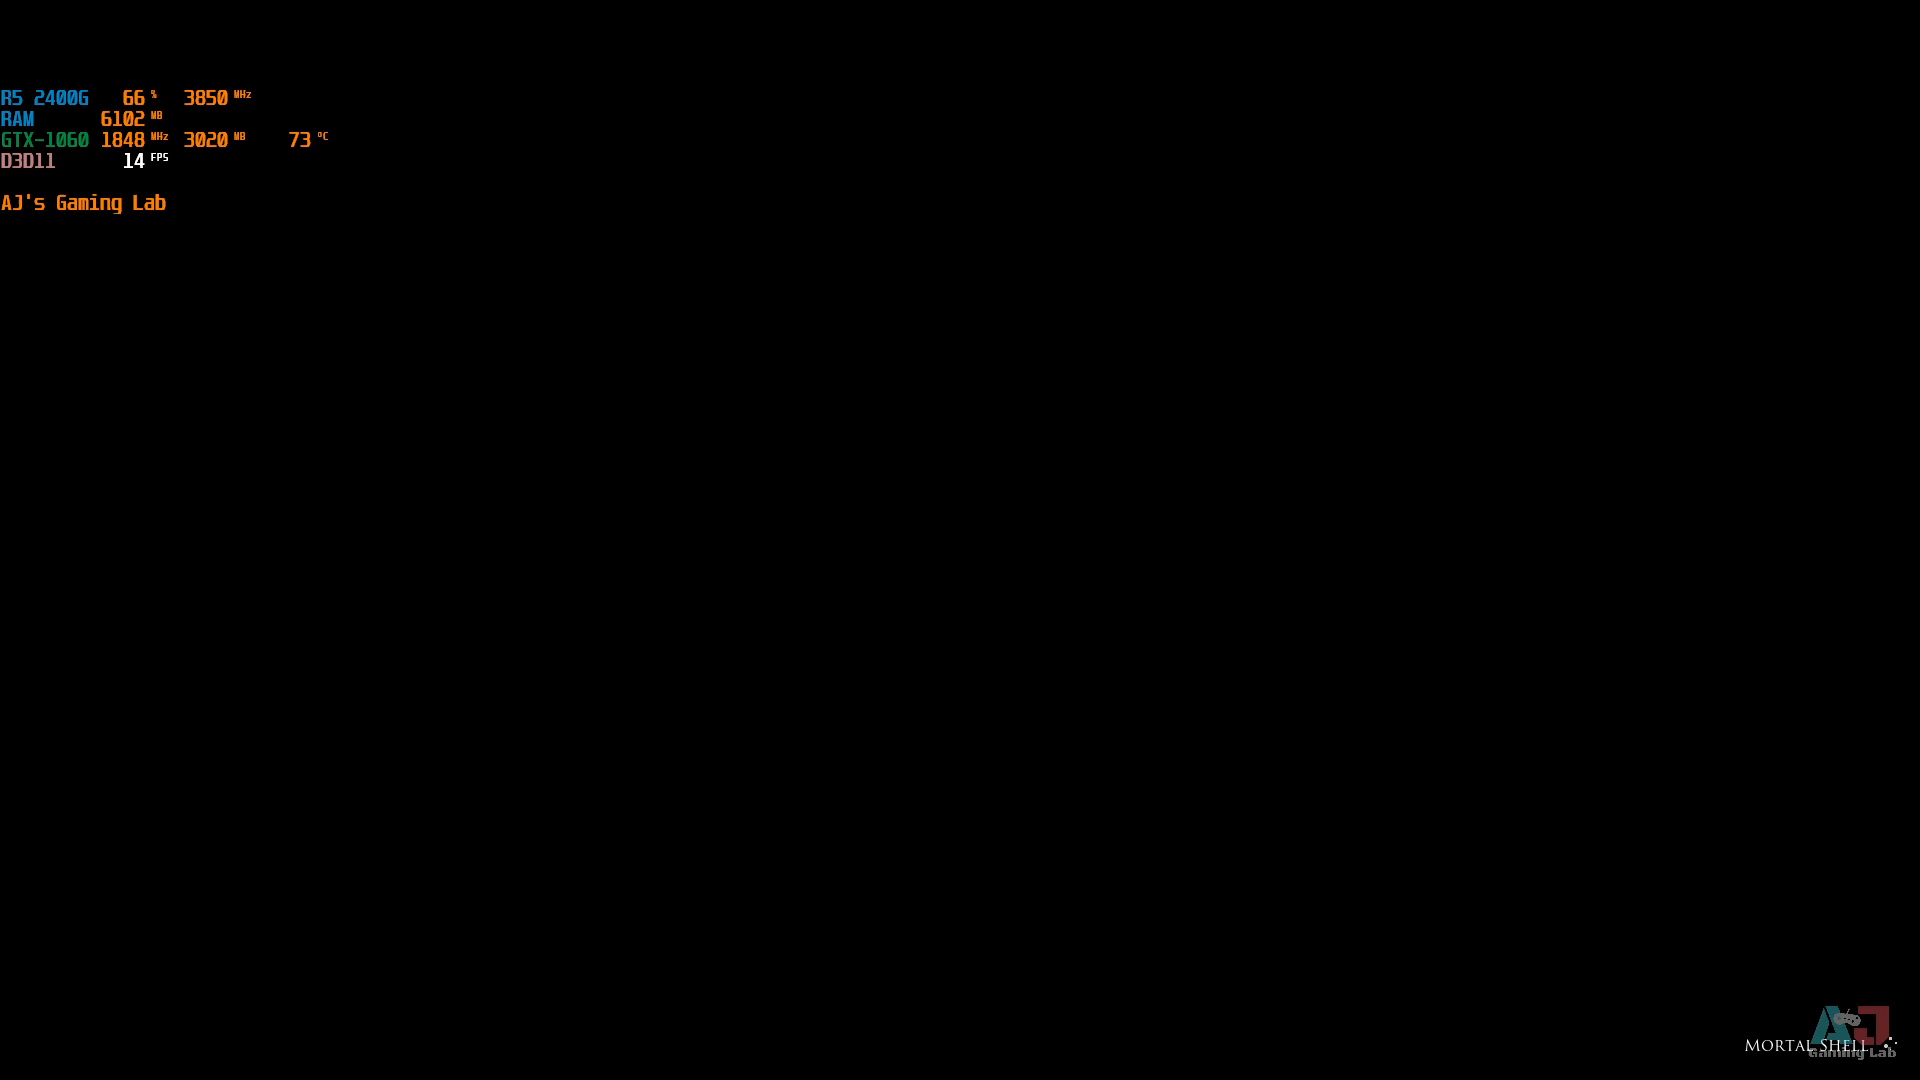 R5 2400G 66 % 3850 MHz
RAM 6102 MB
GTX-1060 1848 MHz 3020 MB 73 °C
D3D11 14 FPS
AJ's Gaming Lab
AJ
Mortal Shell
Gaming Lab